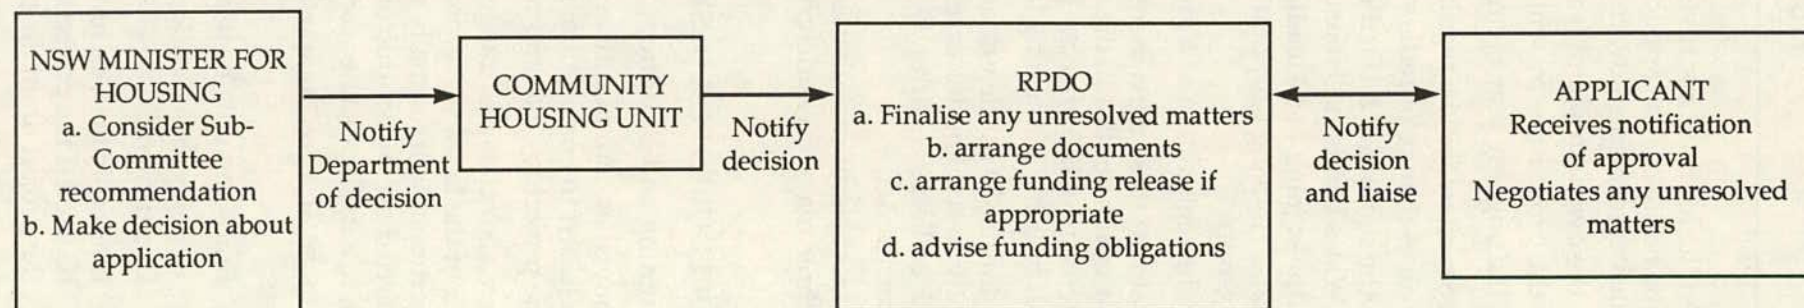 NSW MINISTER FOR
HOUSING
a. Consider Sub-
Committee
recommendation
b. Make decision about
application
Notify
Department
of decision
COMMUNITY
HOUSING UNIT
Notify
decision
RPDO
a. Finalise any unresolved matters
b. arrange documents
c. arrange funding release if
appropriate
d. advise funding obligations
Notify
decision
and liaise
APPLICANT
Receives notification
of approval
Negotiates any unresolved
matters